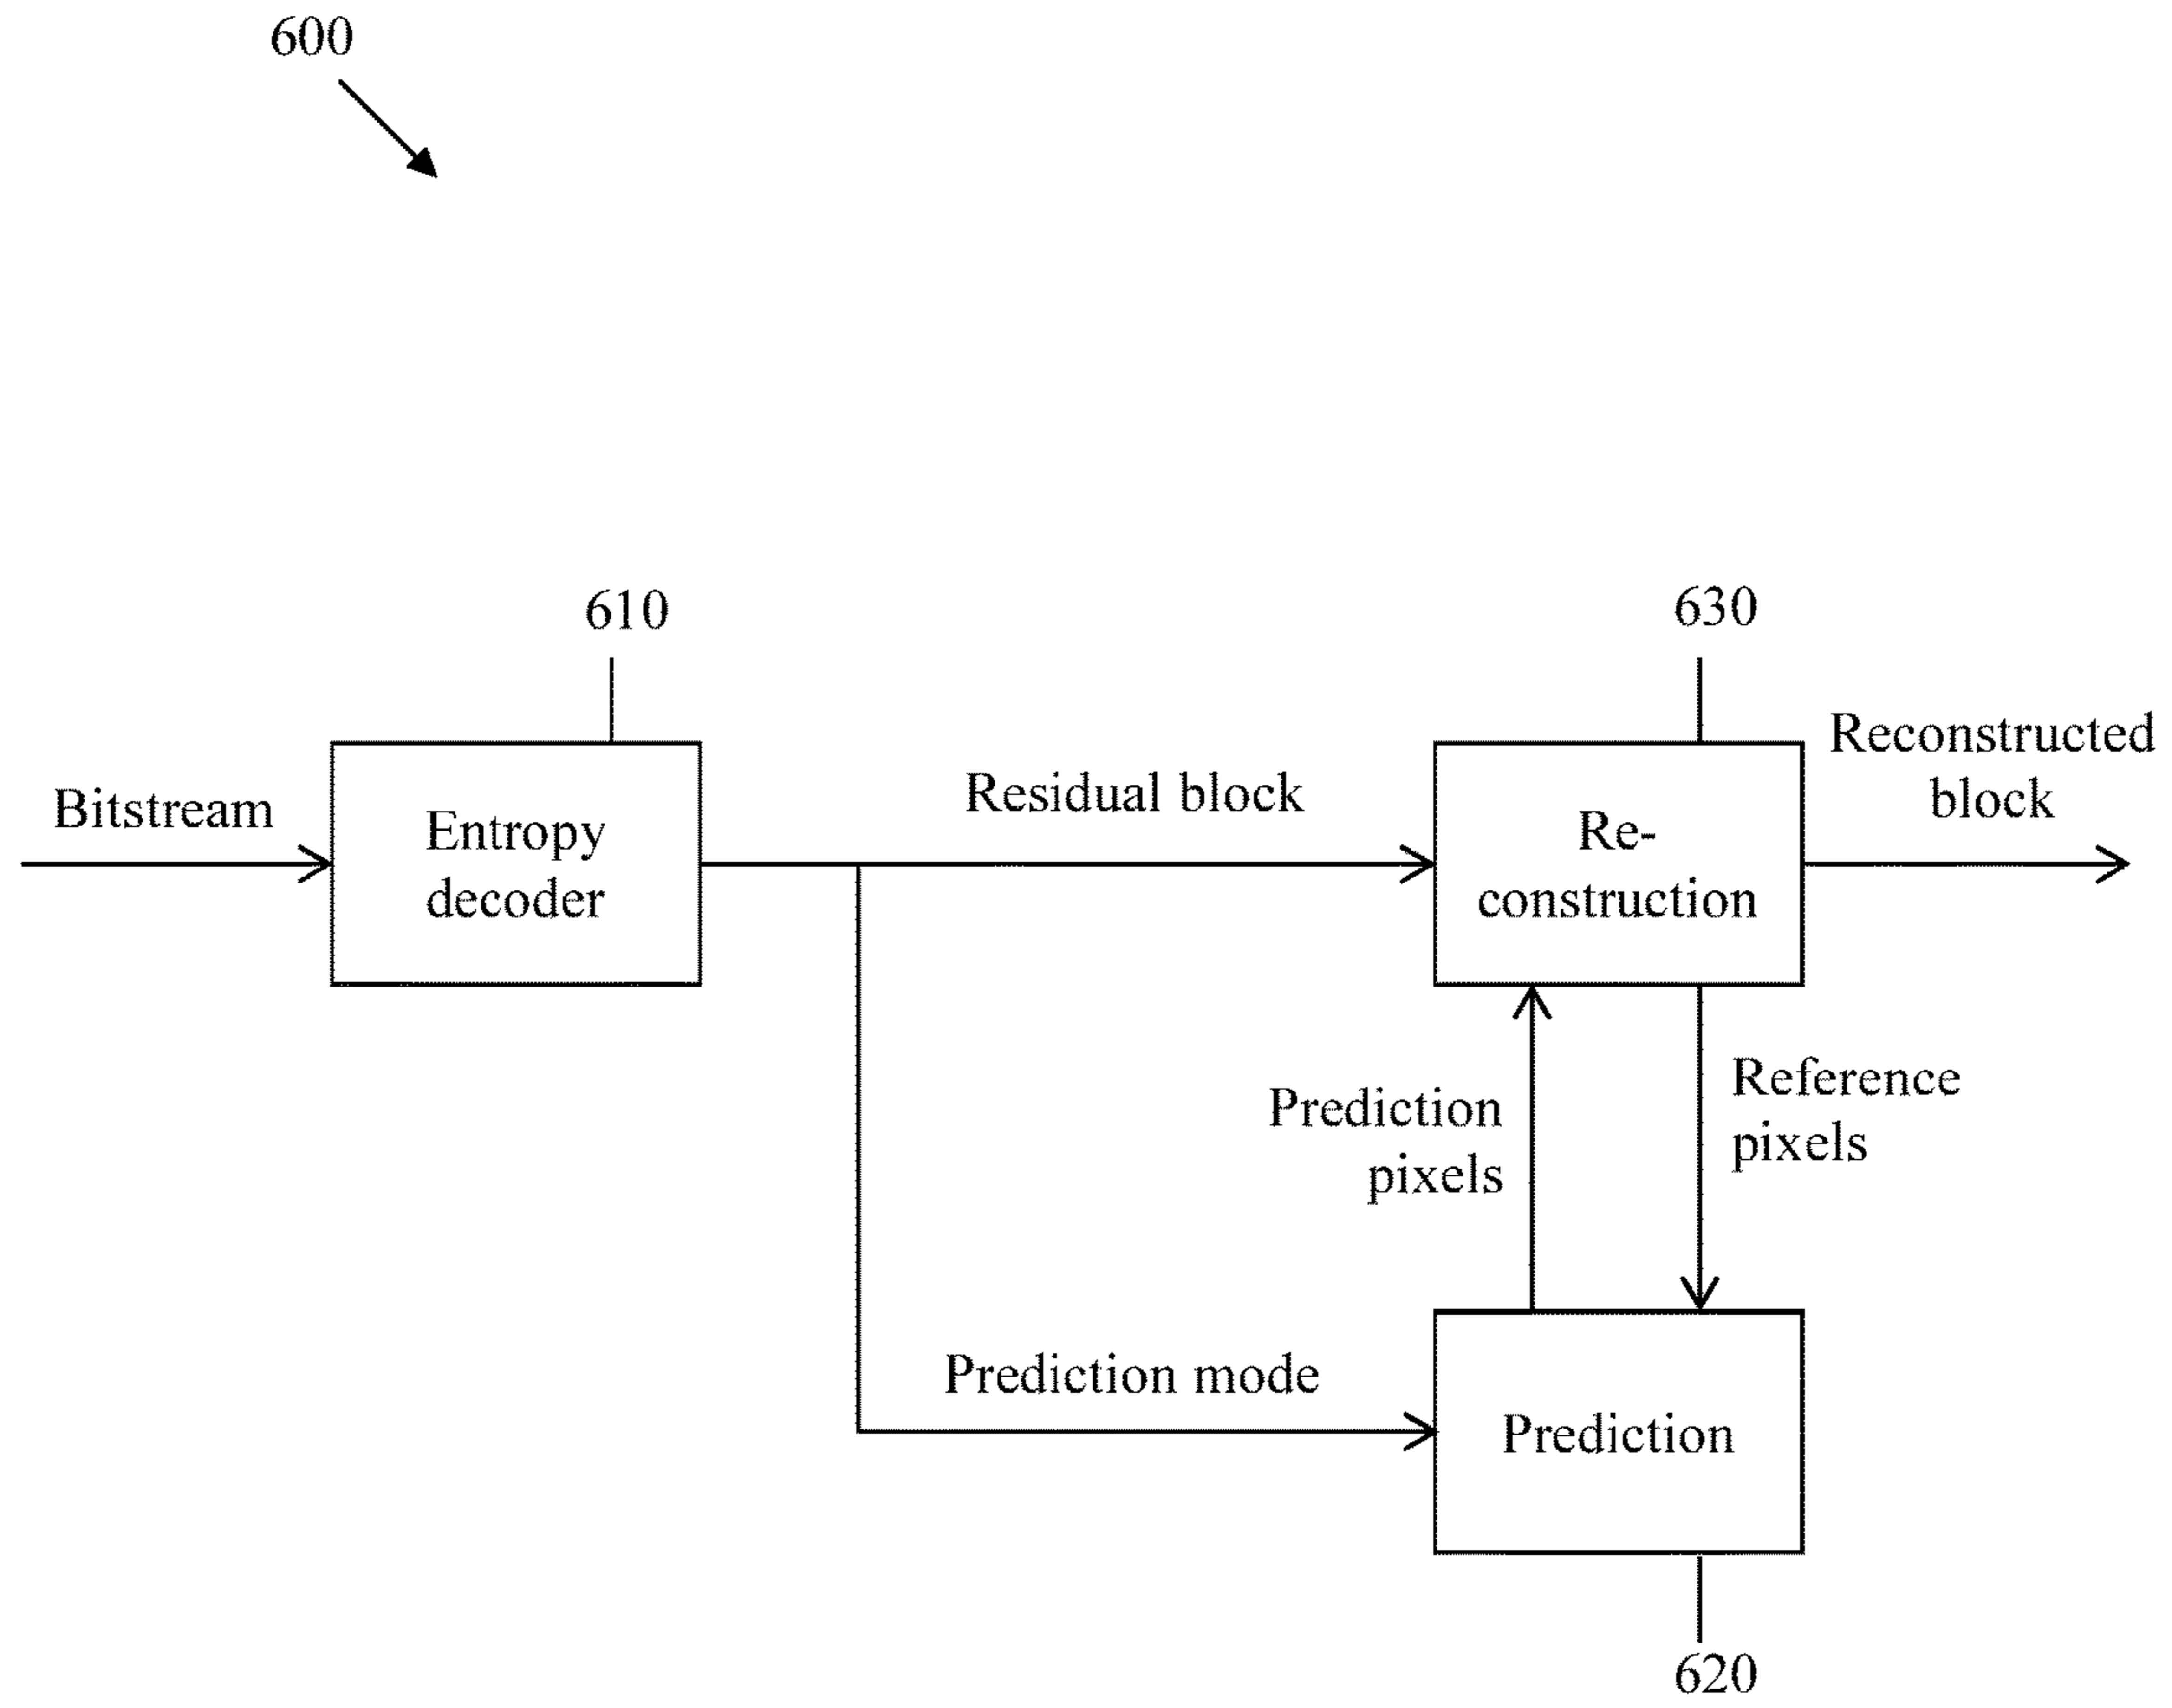 600
610
630
Bitstream
Entropy
decoder
Residual block
Re-
construction
Reconstructed
block
Prediction
pixels
Reference
pixels
Prediction mode
Prediction
620